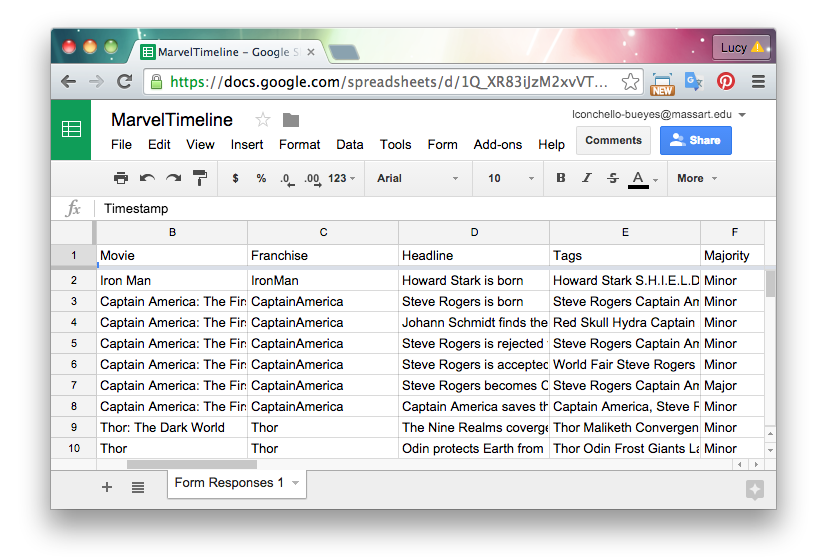 MarvelTimeline – Google S
Lucy
https://docs.google.com/spreadsheets/d/1Q_XR83iJzM2xvVT...
NEW
MarvelTimeline
lconchello-bueyes@massart.edu
File Edit View Insert Format Data Tools Form Add-ons Help
Comments
Share
$ % .0 .00 123 Arial 10 B I S A More
fx Timestamp
B C D E F
1 Movie Franchise Headline Tags Majority
2 Iron Man IronMan Howard Stark is born Howard Stark S.H.I.E.L.D Minor
3 Captain America: The Fir CaptainAmerica Steve Rogers is born Steve Rogers Captain Am Minor
4 Captain America: The Fir CaptainAmerica Johann Schmidt finds the Red Skull Hydra Captain Minor
5 Captain America: The Fir CaptainAmerica Steve Rogers is rejected Steve Rogers Captain Am Minor
6 Captain America: The Fir CaptainAmerica Steve Rogers is accepted World Fair Steve Rogers Minor
7 Captain America: The Fir CaptainAmerica Steve Rogers becomes C Steve Rogers Captain Am Major
8 Captain America: The Fir CaptainAmerica Captain America saves th Captain America, Steve R Minor
9 Thor: The Dark World Thor The Nine Realms coverge Thor Maliketh Convergen Minor
10 Thor Thor Odin protects Earth from Thor Odin Frost Giants La Minor
Form Responses 1